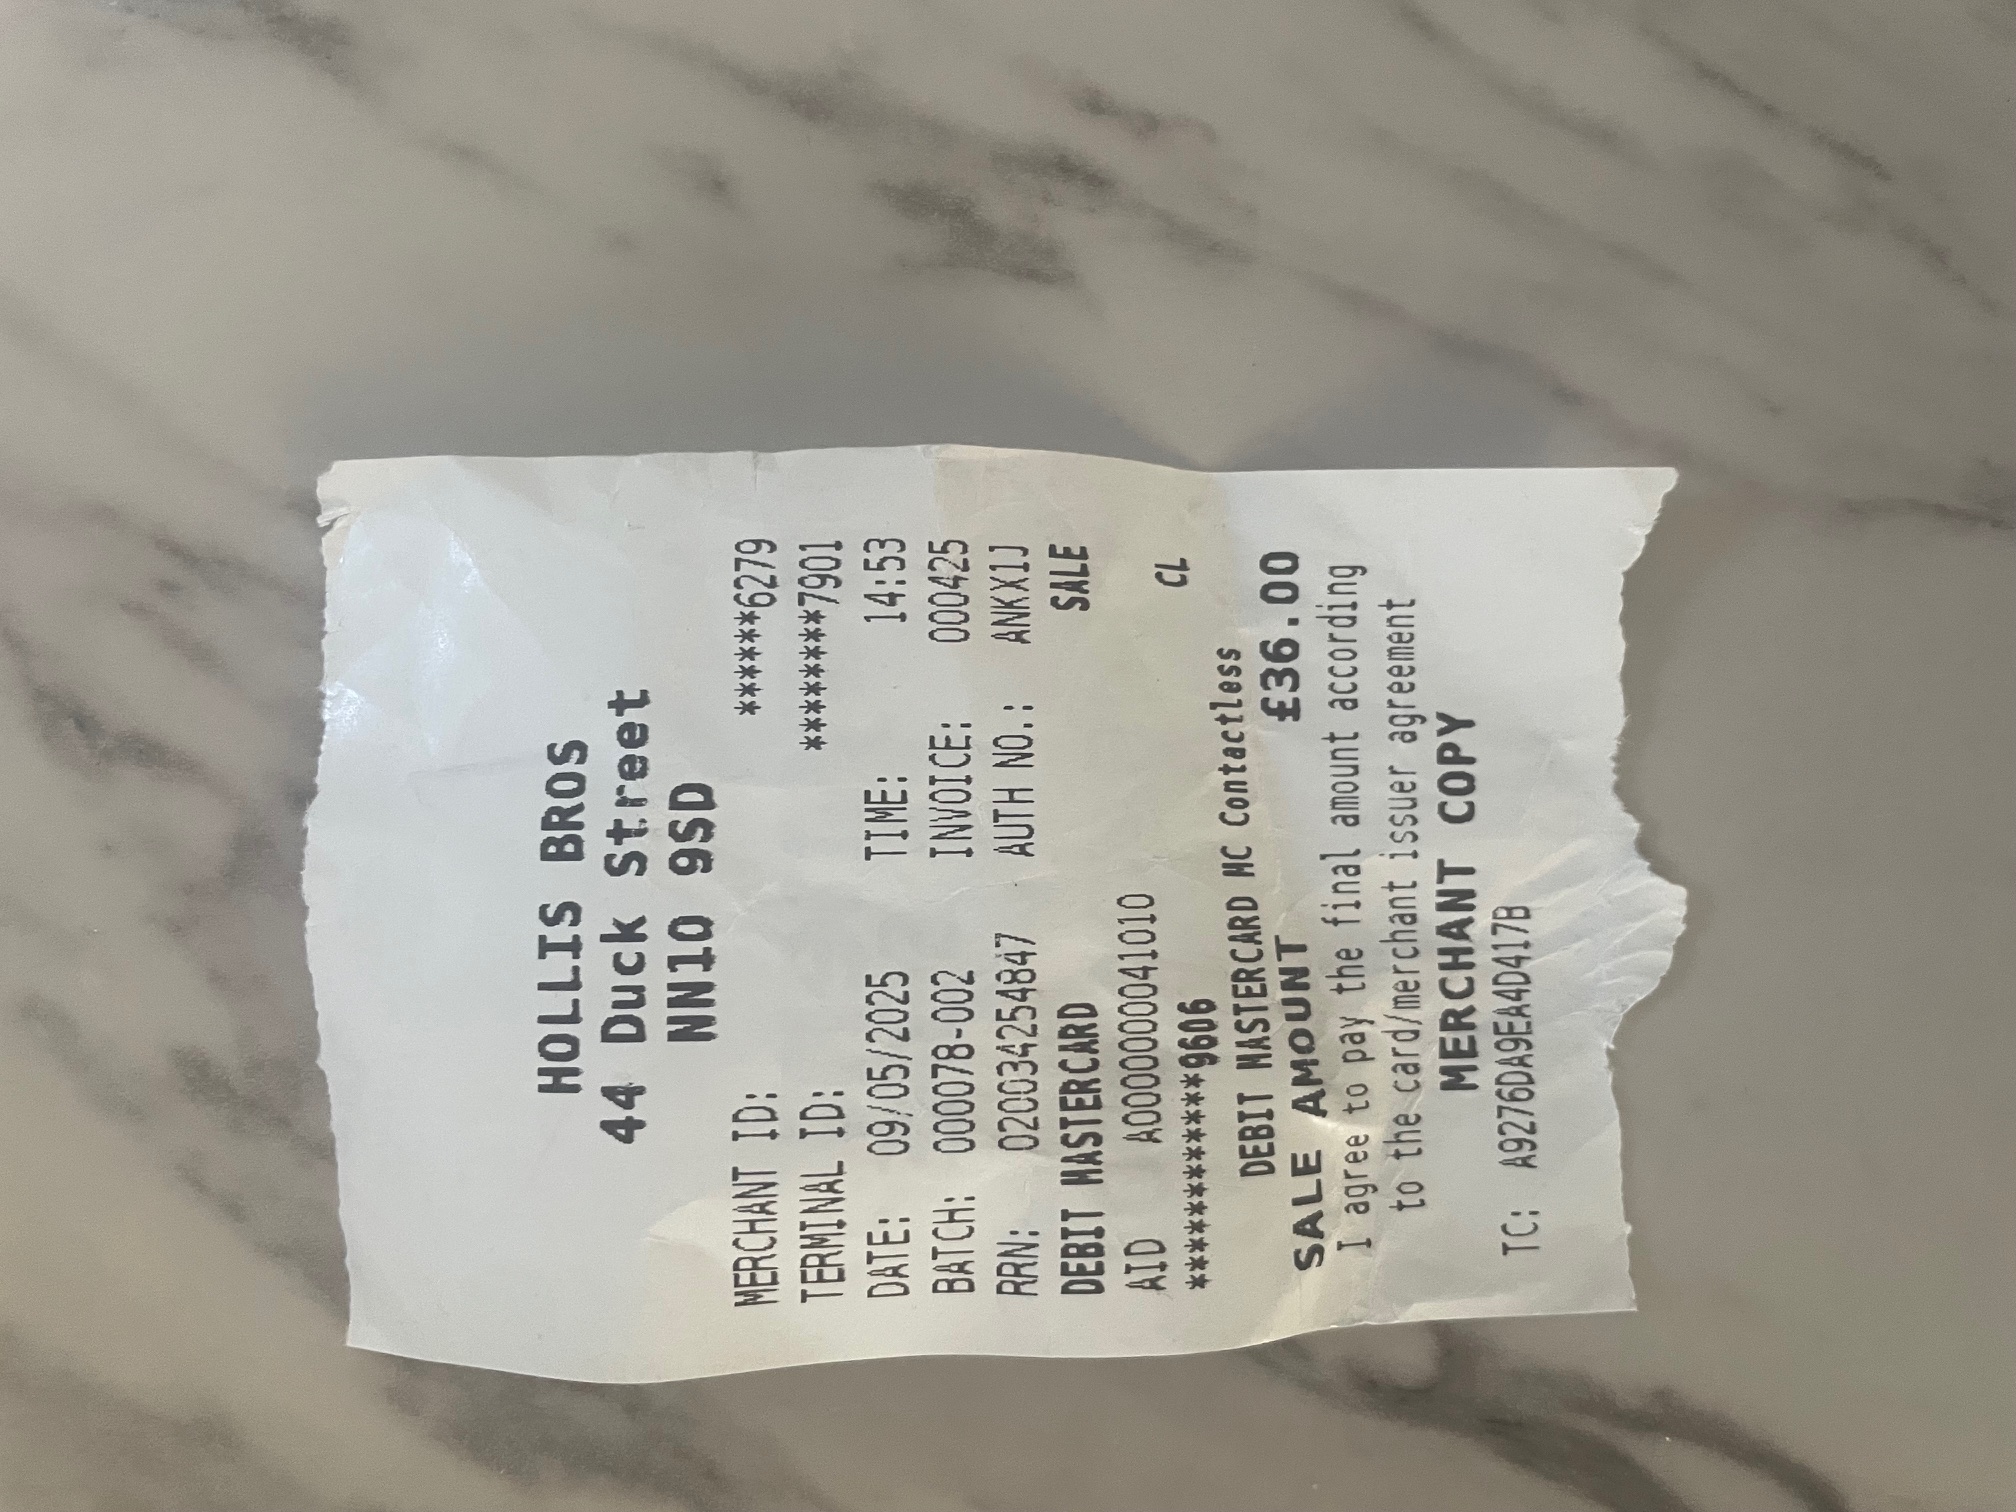 HOLLIS BROS
44 Duck Street
NN10 9SD
MERCHANT ID: ******6279
TERMINAL ID: ********7901
DATE: 09/05/2025 TIME: 14:53
BATCH: 000078-002 INVOICE: 000425
RRN: 020034254847 AUTH NO.: ANKX1J
DEBIT MASTERCARD SALE
AID A0000000041010
************9606 CL
DEBIT MASTERCARD MC Contactless
SALE AMOUNT £36.00
I agree to pay the final amount according
to the card/merchant issuer agreement
MERCHANT COPY
TC: A9276DA9EA4D417B